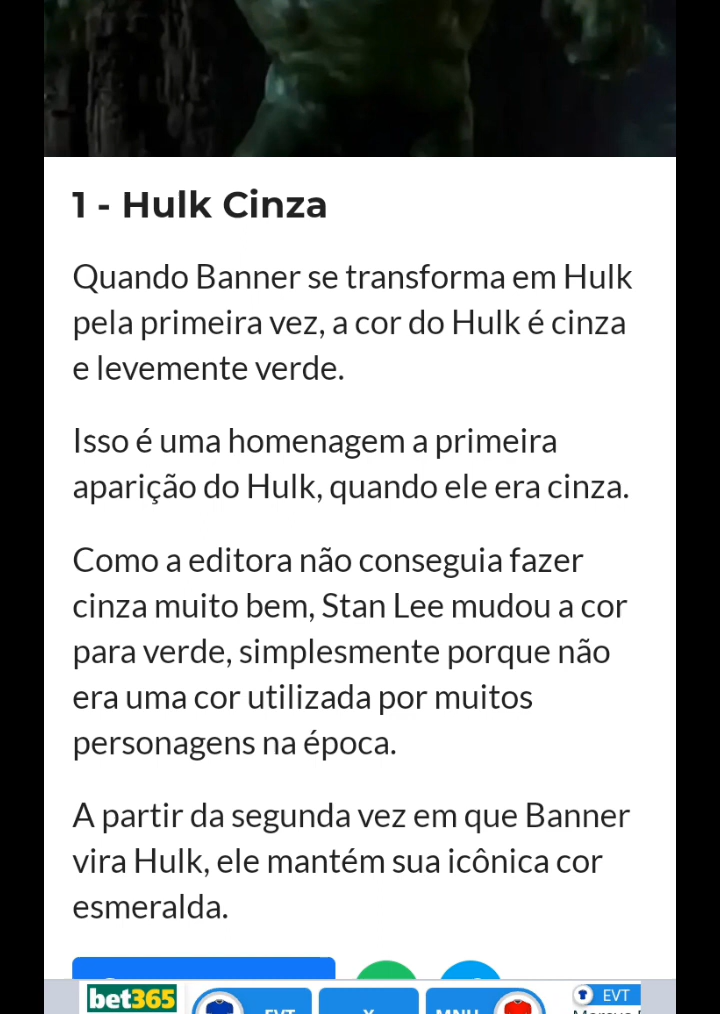 1 - Hulk Cinza
Quando Banner se transforma em Hulk
pela primeira vez, a cor do Hulk é cinza
e levemente verde.
Isso é uma homenagem a primeira
aparição do Hulk, quando ele era cinza.
Como a editora não conseguia fazer
cinza muito bem, Stan Lee mudou a cor
para verde, simplesmente porque não
era uma cor utilizada por muitos
personagens na época.
A partir da segunda vez em que Banner
vira Hulk, ele mantém sua icônica cor
esmeralda.
bet365
EVT X MNU
EVT